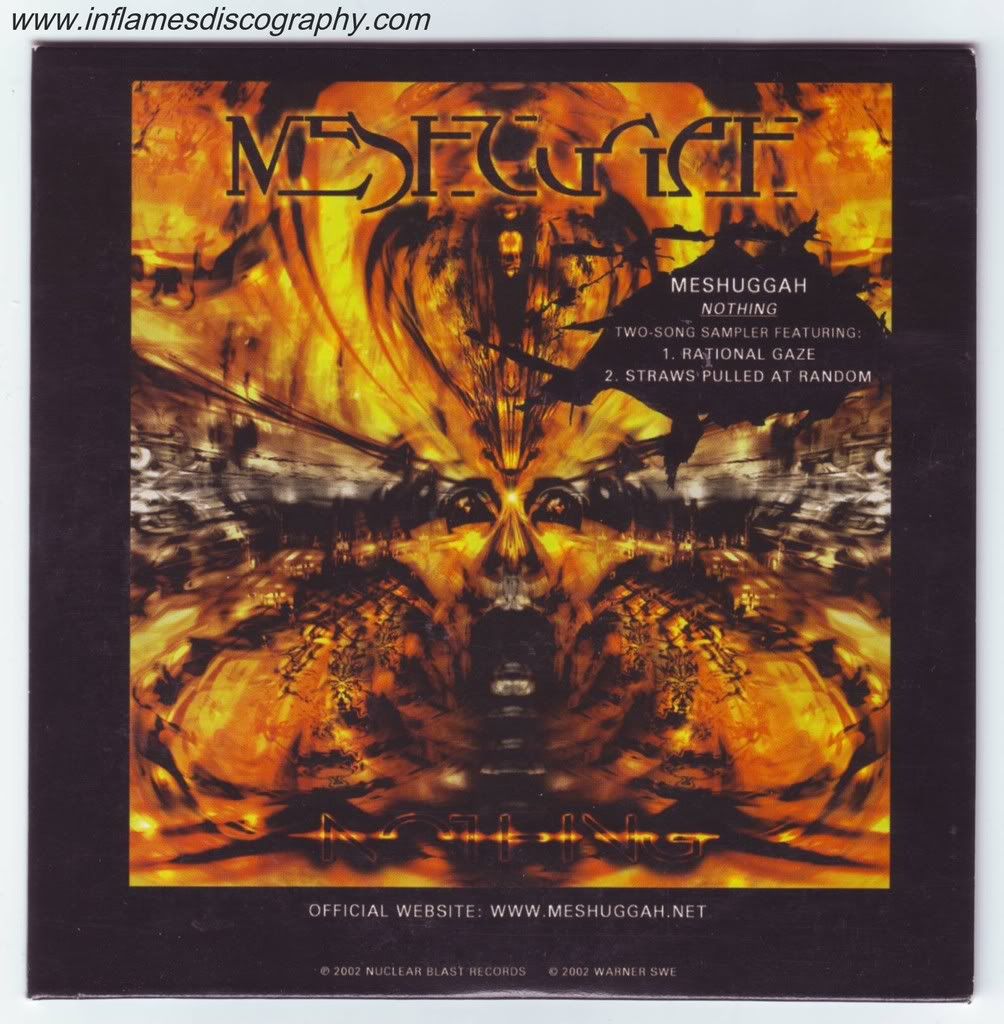 www.inflamesdiscography.com
MESHUGGAH
MESHUGGAH
NOTHING
TWO-SONG SAMPLER FEATURING:
1. RATIONAL GAZE
2. STRAWS PULLED AT RANDOM
NOTHING
OFFICIAL WEBSITE: WWW.MESHUGGAH.NET
℗ 2002 NUCLEAR BLAST RECORDS © 2002 WARNER SWE